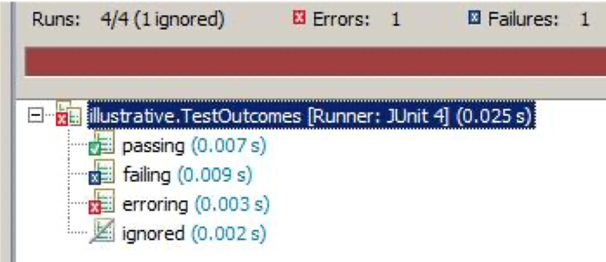 Runs: 4/4 (1 ignored) Errors: 1 Failures: 1
illustrative.TestOutcomes [Runner: JUnit 4] (0.025 s)
passing (0.007 s)
failing (0.009 s)
erroring (0.003 s)
ignored (0.002 s)